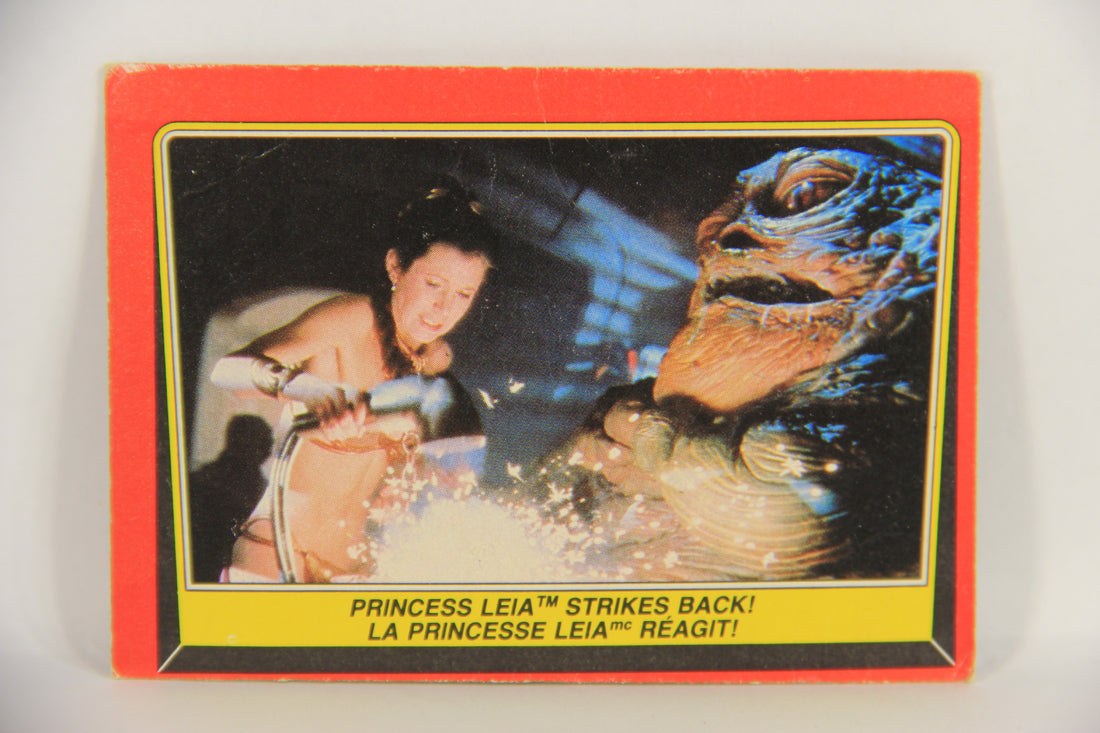 PRINCESS LEIA™ STRIKES BACK!
LA PRINCESSE LEIAᵐᶜ RÉAGIT!